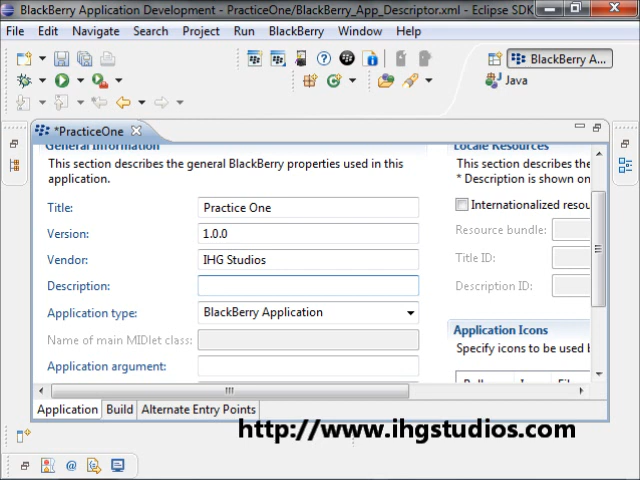 BlackBerry Application Development - PracticeOne/BlackBerry_App_Descriptor.xml - Eclipse SDK
File Edit Navigate Search Project Run BlackBerry Window Help
BlackBerry A...
Java
*PracticeOne
General Information
This section describes the general BlackBerry properties used in this
application.
Title: Practice One
Version: 1.0.0
Vendor: IHG Studios
Description:
Application type: BlackBerry Application
Name of main MIDlet class:
Application argument:
Locale Resources
This section describes the
* Description is shown on
Internationalized resou
Resource bundle:
Title ID:
Description ID:
Application Icons
Specify icons to be used b
Application Build Alternate Entry Points
http://www.ihgstudios.com